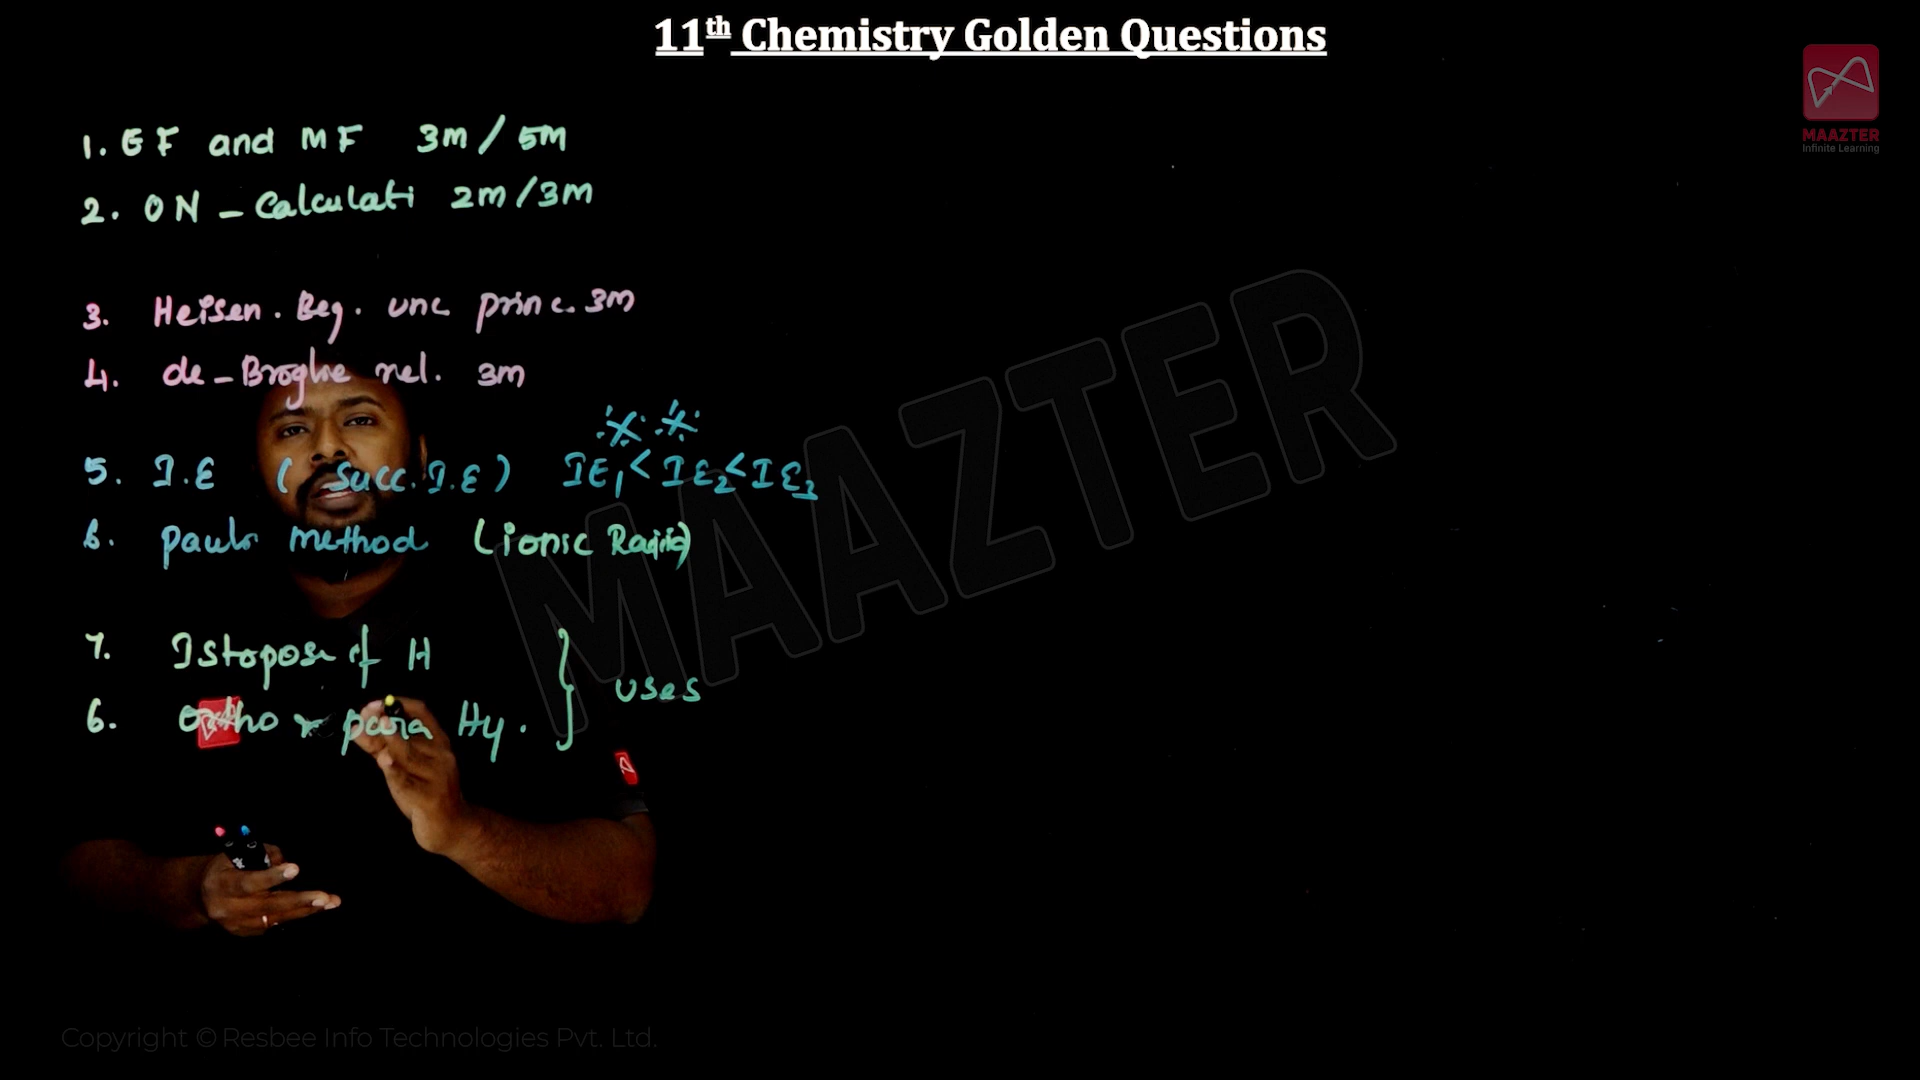 11th Chemistry Golden Questions
MAAZTER
Infinite Learning
1. EF and MF 3m / 5M
2. ON - Calculati 2m / 3m
3. Heisen. Beg. unc princ. 3m
4. de-Broglie rel. 3m
5. I.E (Succ. I.E) IE1 < IE2 < IE3
6. method (ionic
7. Istopose of H
6. Ortho & para Hy. } uses
MAAZTER
Copyright © Resbee Info Technologies Pvt. Ltd.